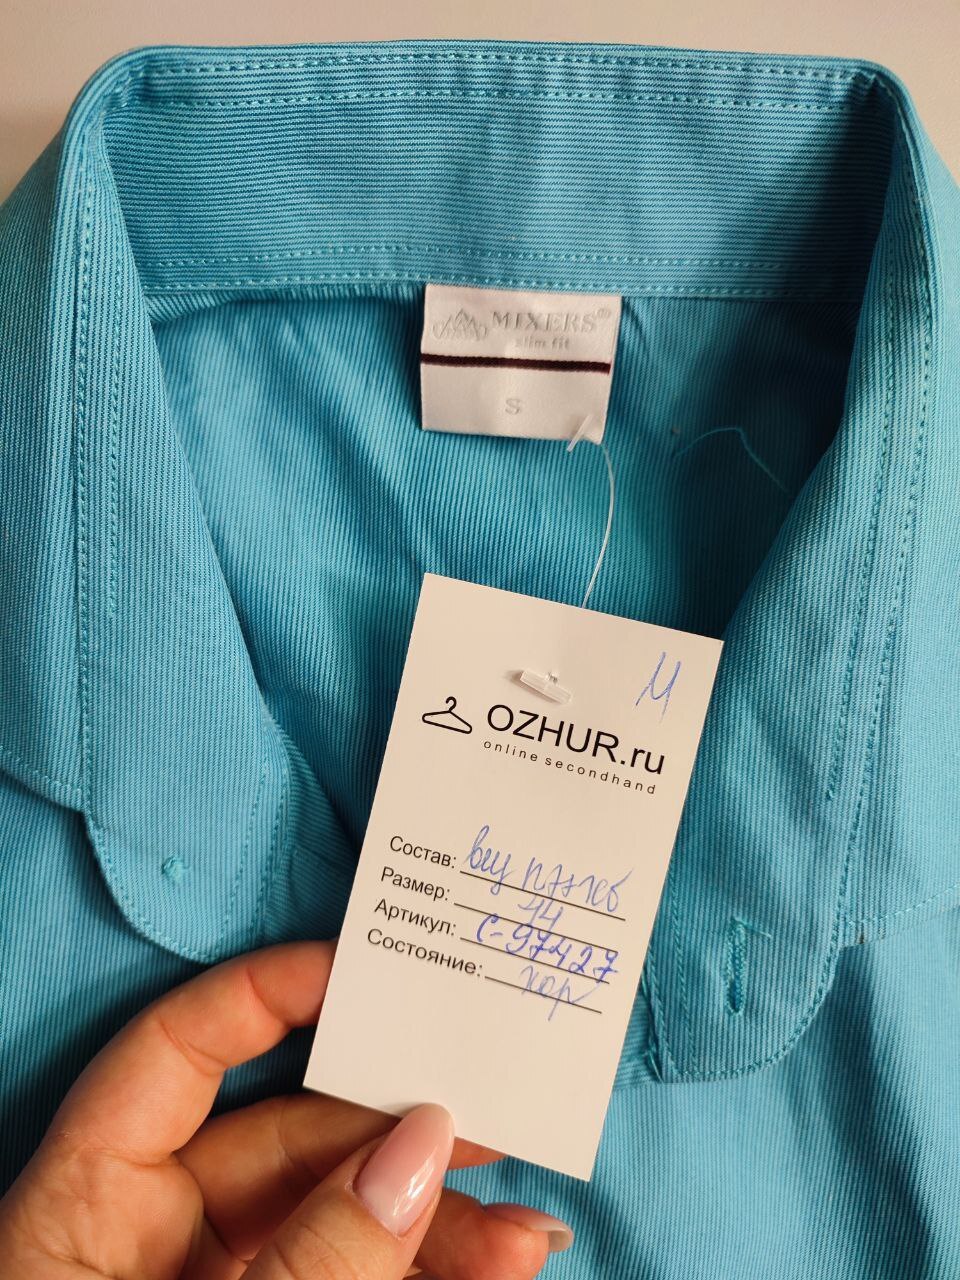 MIXERS®
slim fit
S
М
OZHUR.ru
online secondhand
Состав:
Размер: 44
Артикул: С-97427
Состояние: хор